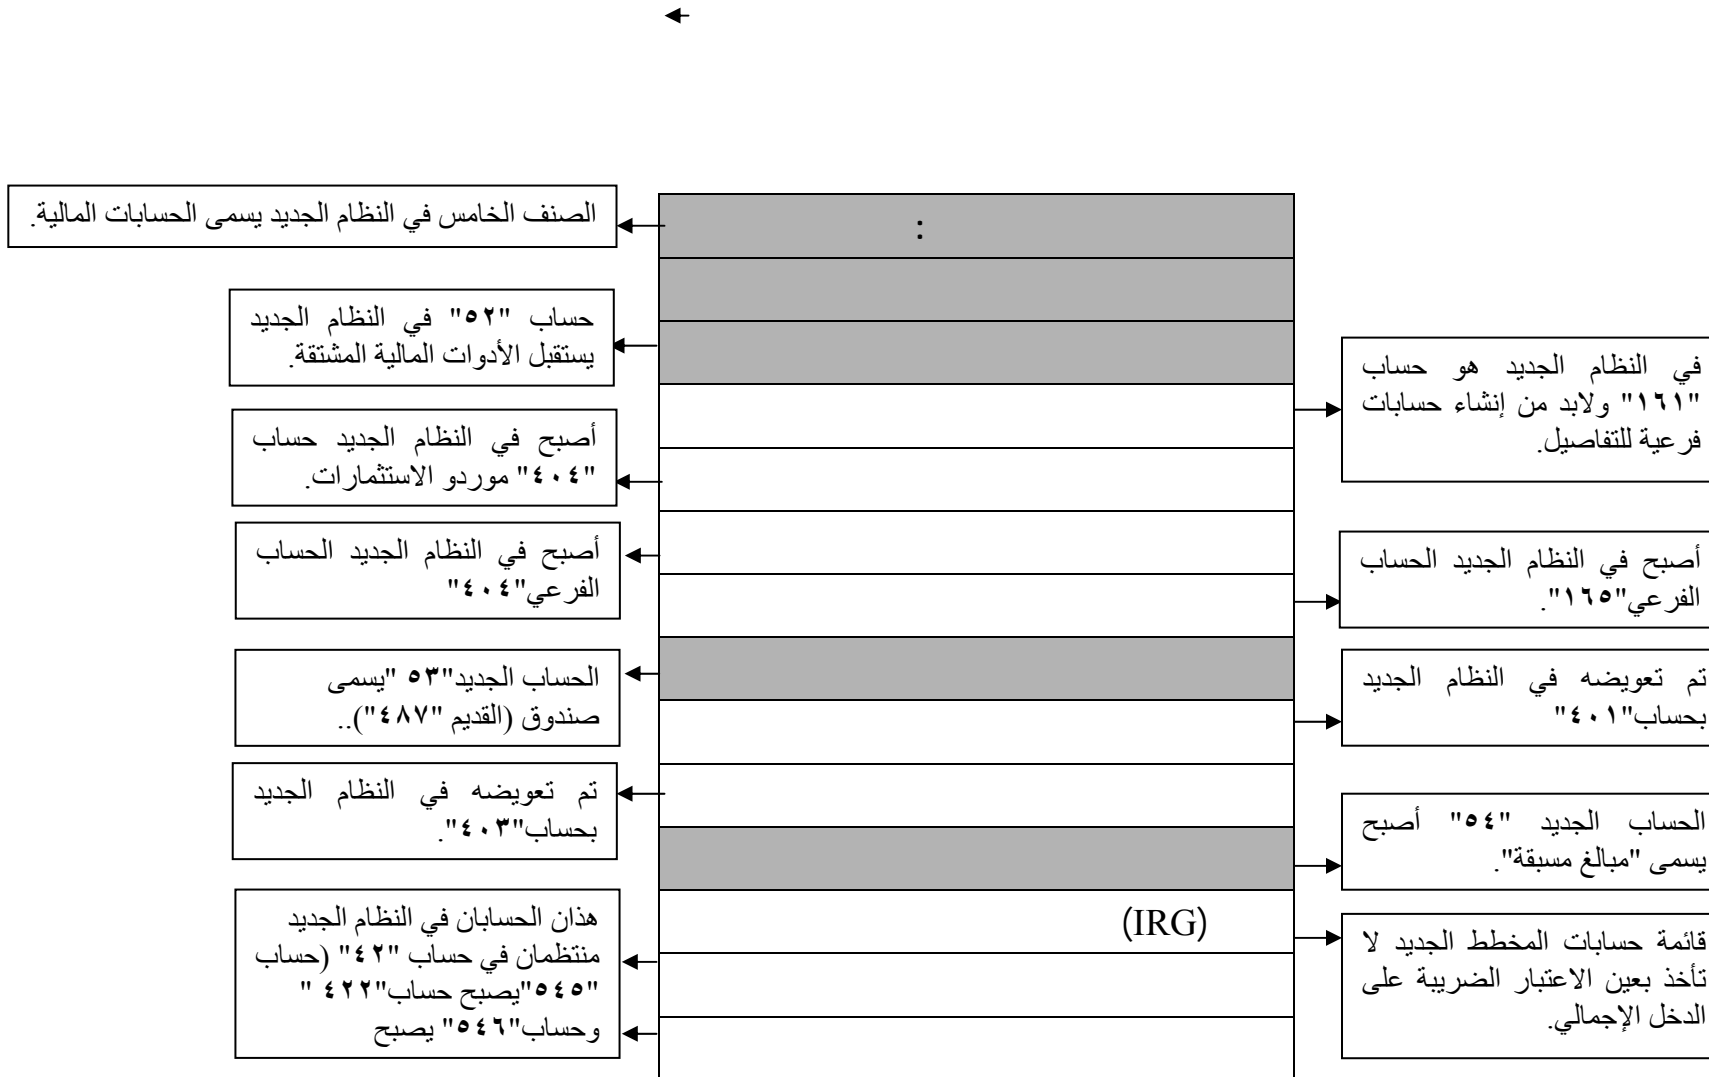 الصنف الخامس في النظام الجديد يسمى الحسابات المالية.
:
حساب "٥٢" في النظام الجديد
يستقبل الأدوات المالية المشتقة.
في النظام الجديد هو حساب
"١٦١" ولابد من إنشاء حسابات
فرعية للتفاصيل.
أصبح في النظام الجديد حساب
"٤٠٤" موردو الاستثمارات.
أصبح في النظام الجديد الحساب
الفرعي"٤٠٤"
أصبح في النظام الجديد الحساب
الفرعي"١٦٥".
الحساب الجديد"٥٣ "يسمى
صندوق (القديم "٤٨٧")..
تم تعويضه في النظام الجديد
بحساب"٤٠١"
تم تعويضه في النظام الجديد
بحساب"٤٠٣".
الحساب الجديد "٥٤" أصبح
يسمى "مبالغ مسبقة".
(IRG)
قائمة حسابات المخطط الجديد لا
تأخذ بعين الاعتبار الضريبة على
الدخل الإجمالي.
هذان الحسابان في النظام الجديد
منتظمان في حساب "٤٢" (حساب
"٥٤٥"يصبح حساب"٤٢٢ "
وحساب"٥٤٦" يصبح